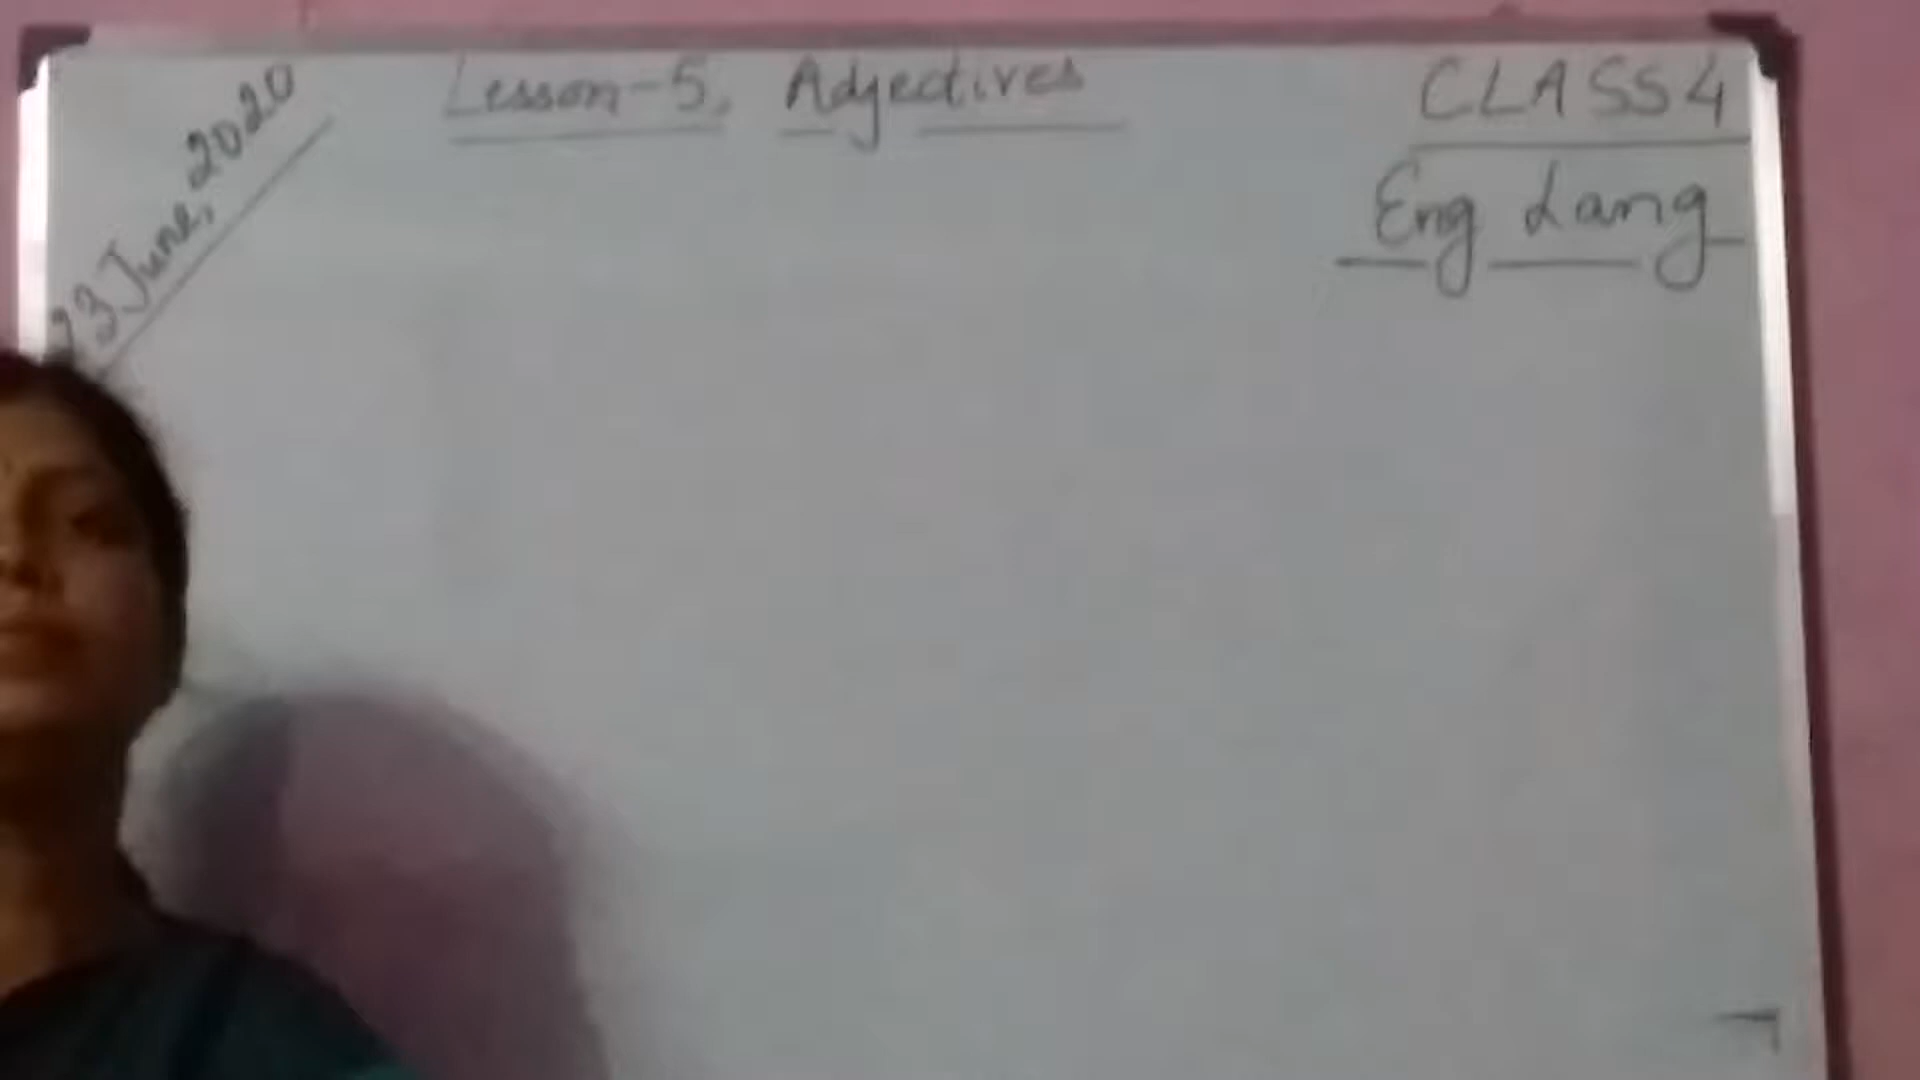 23 June, 2020
Lesson-5, Adjectives
CLASS 4
Eng Lang